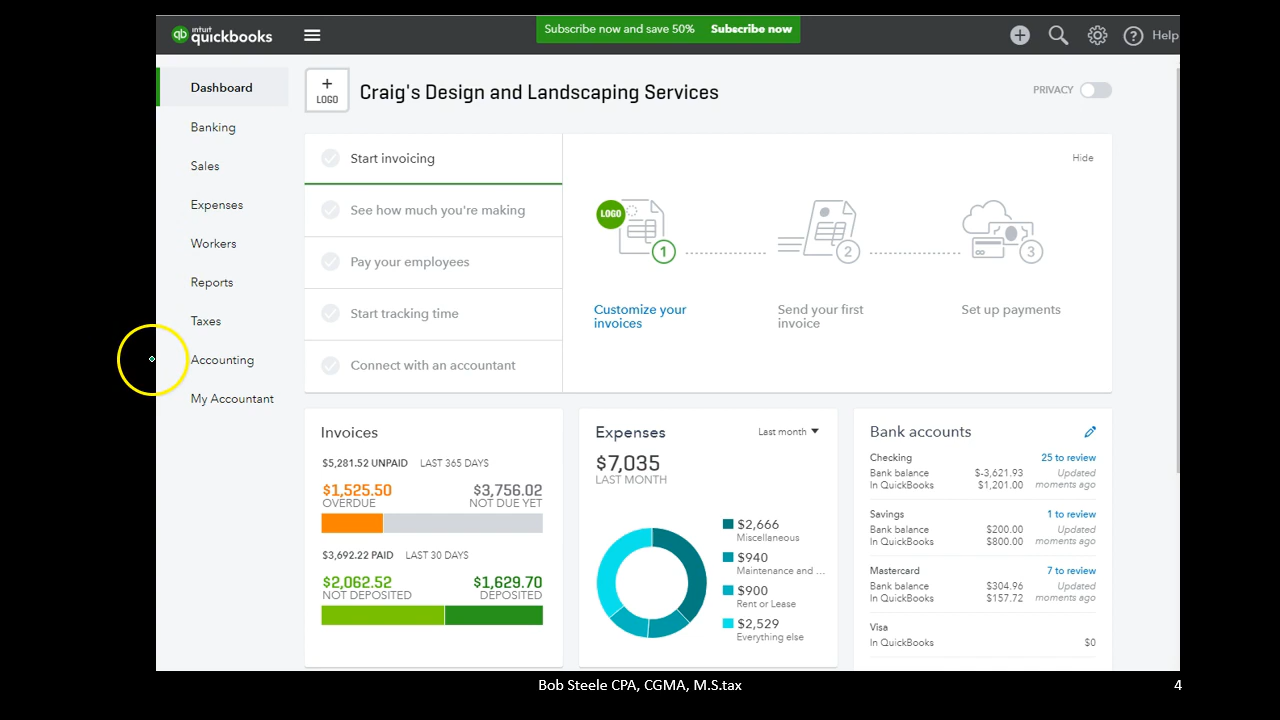 intuit
qb quickbooks
Subscribe now and save 50% Subscribe now
Help
Dashboard
Banking
Sales
Expenses
Workers
Reports
Taxes
Accounting
My Accountant
+
LOGO
Craig's Design and Landscaping Services
PRIVACY
Start invoicing
See how much you're making
Pay your employees
Start tracking time
Connect with an accountant
Hide
LOGO
1
2
3
Customize your
invoices
Send your first
invoice
Set up payments
Invoices
$5,281.52 UNPAID LAST 365 DAYS
$1,525.50 $3,756.02
OVERDUE NOT DUE YET
$3,692.22 PAID LAST 30 DAYS
$2,062.52 $1,629.70
NOT DEPOSITED DEPOSITED
Expenses Last month
$7,035
LAST MONTH
$2,666
Miscellaneous
$940
Maintenance and ...
$900
Rent or Lease
$2,529
Everything else
Bank accounts
Checking 25 to review
Bank balance $-3,621.93 Updated
In QuickBooks $1,201.00 moments ago
Savings 1 to review
Bank balance $200.00 Updated
In QuickBooks $800.00 moments ago
Mastercard 7 to review
Bank balance $304.96 Updated
In QuickBooks $157.72 moments ago
Visa
In QuickBooks $0
Bob Steele CPA, CGMA, M.S.tax
4